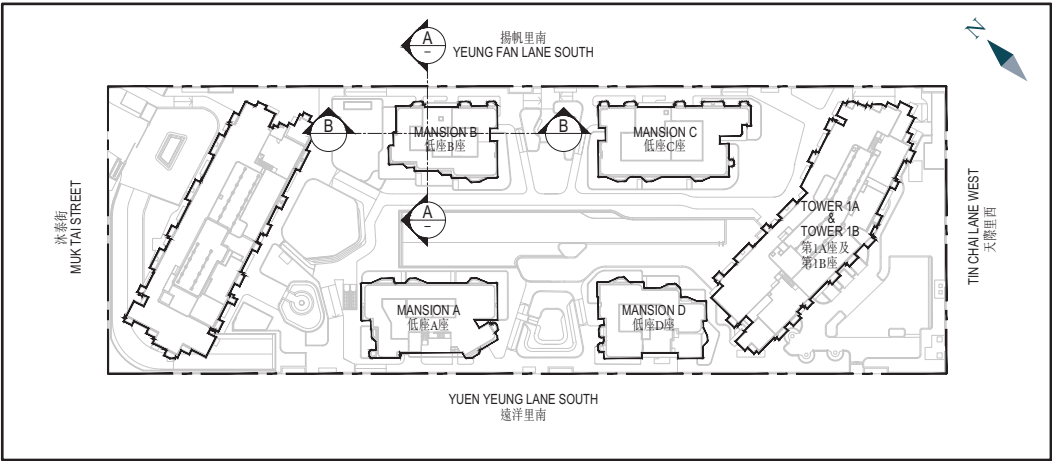 N
A
–
揚帆里南
YEUNG FAN LANE SOUTH
B
MANSION B
低座B座
B
MANSION C
低座C座
沐泰街
MUK TAI STREET
A
–
TOWER 1A
&
TOWER 1B
第1A座及
第1B座
TIN CHAI LANE WEST
天際里西
MANSION A
低座A座
MANSION D
低座D座
YUEN YEUNG LANE SOUTH
遠洋里南